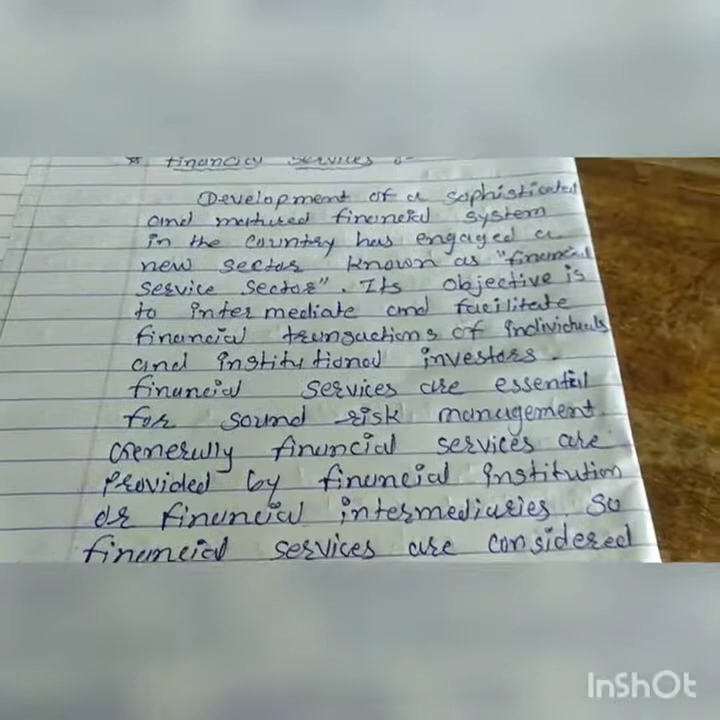 * financial services :-
Development of a sophisticated
and matured financial system
in the country has engaged a
new sector known as "financial
service sector". Its objective is
to inter mediate and facilitate
financial transactions of individuals
and institutional investors.
financial services are essential
for sound risk management.
Generally financial services are
provided by financial institution
or financial intermediaries. So
financial services are considered
InShOt